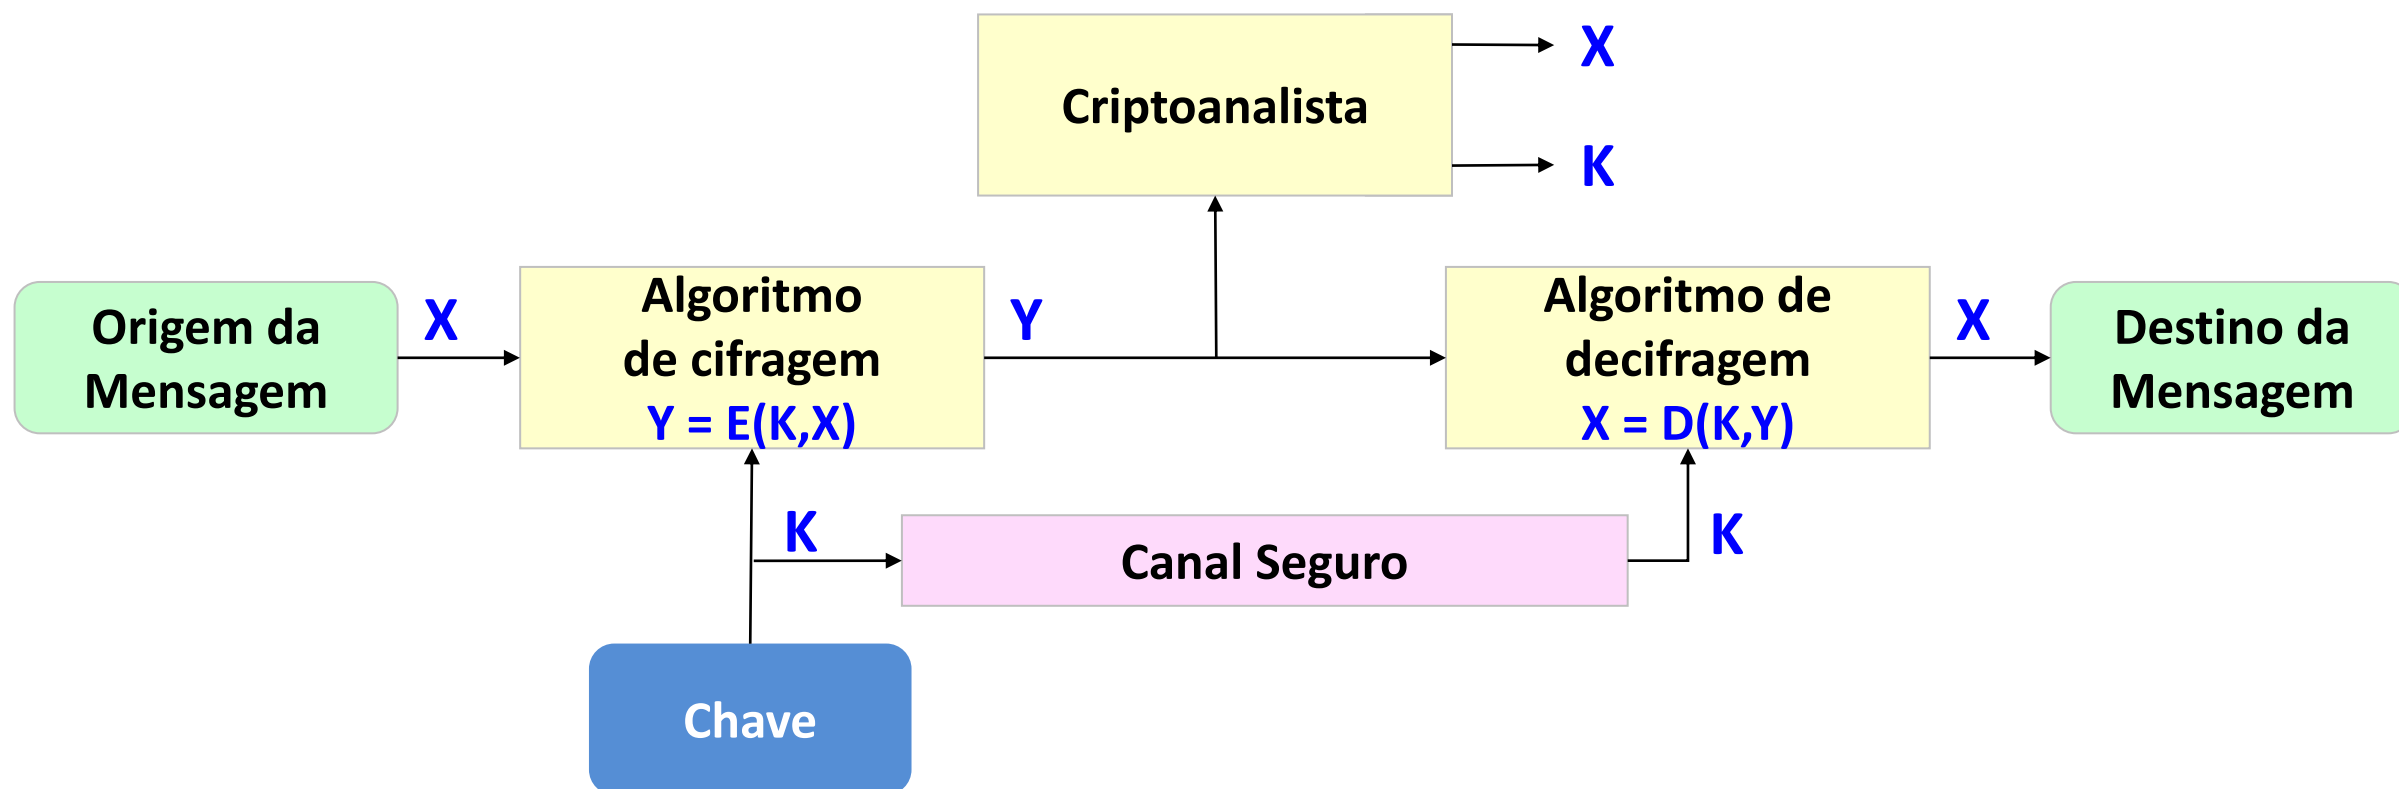 X
Criptoanalista
K
Origem da
Mensagem
X
Algoritmo
de cifragem
Y = E(K,X)
Y
Algoritmo de
decifragem
X = D(K,Y)
X
Destino da
Mensagem
K
Canal Seguro
K
Chave